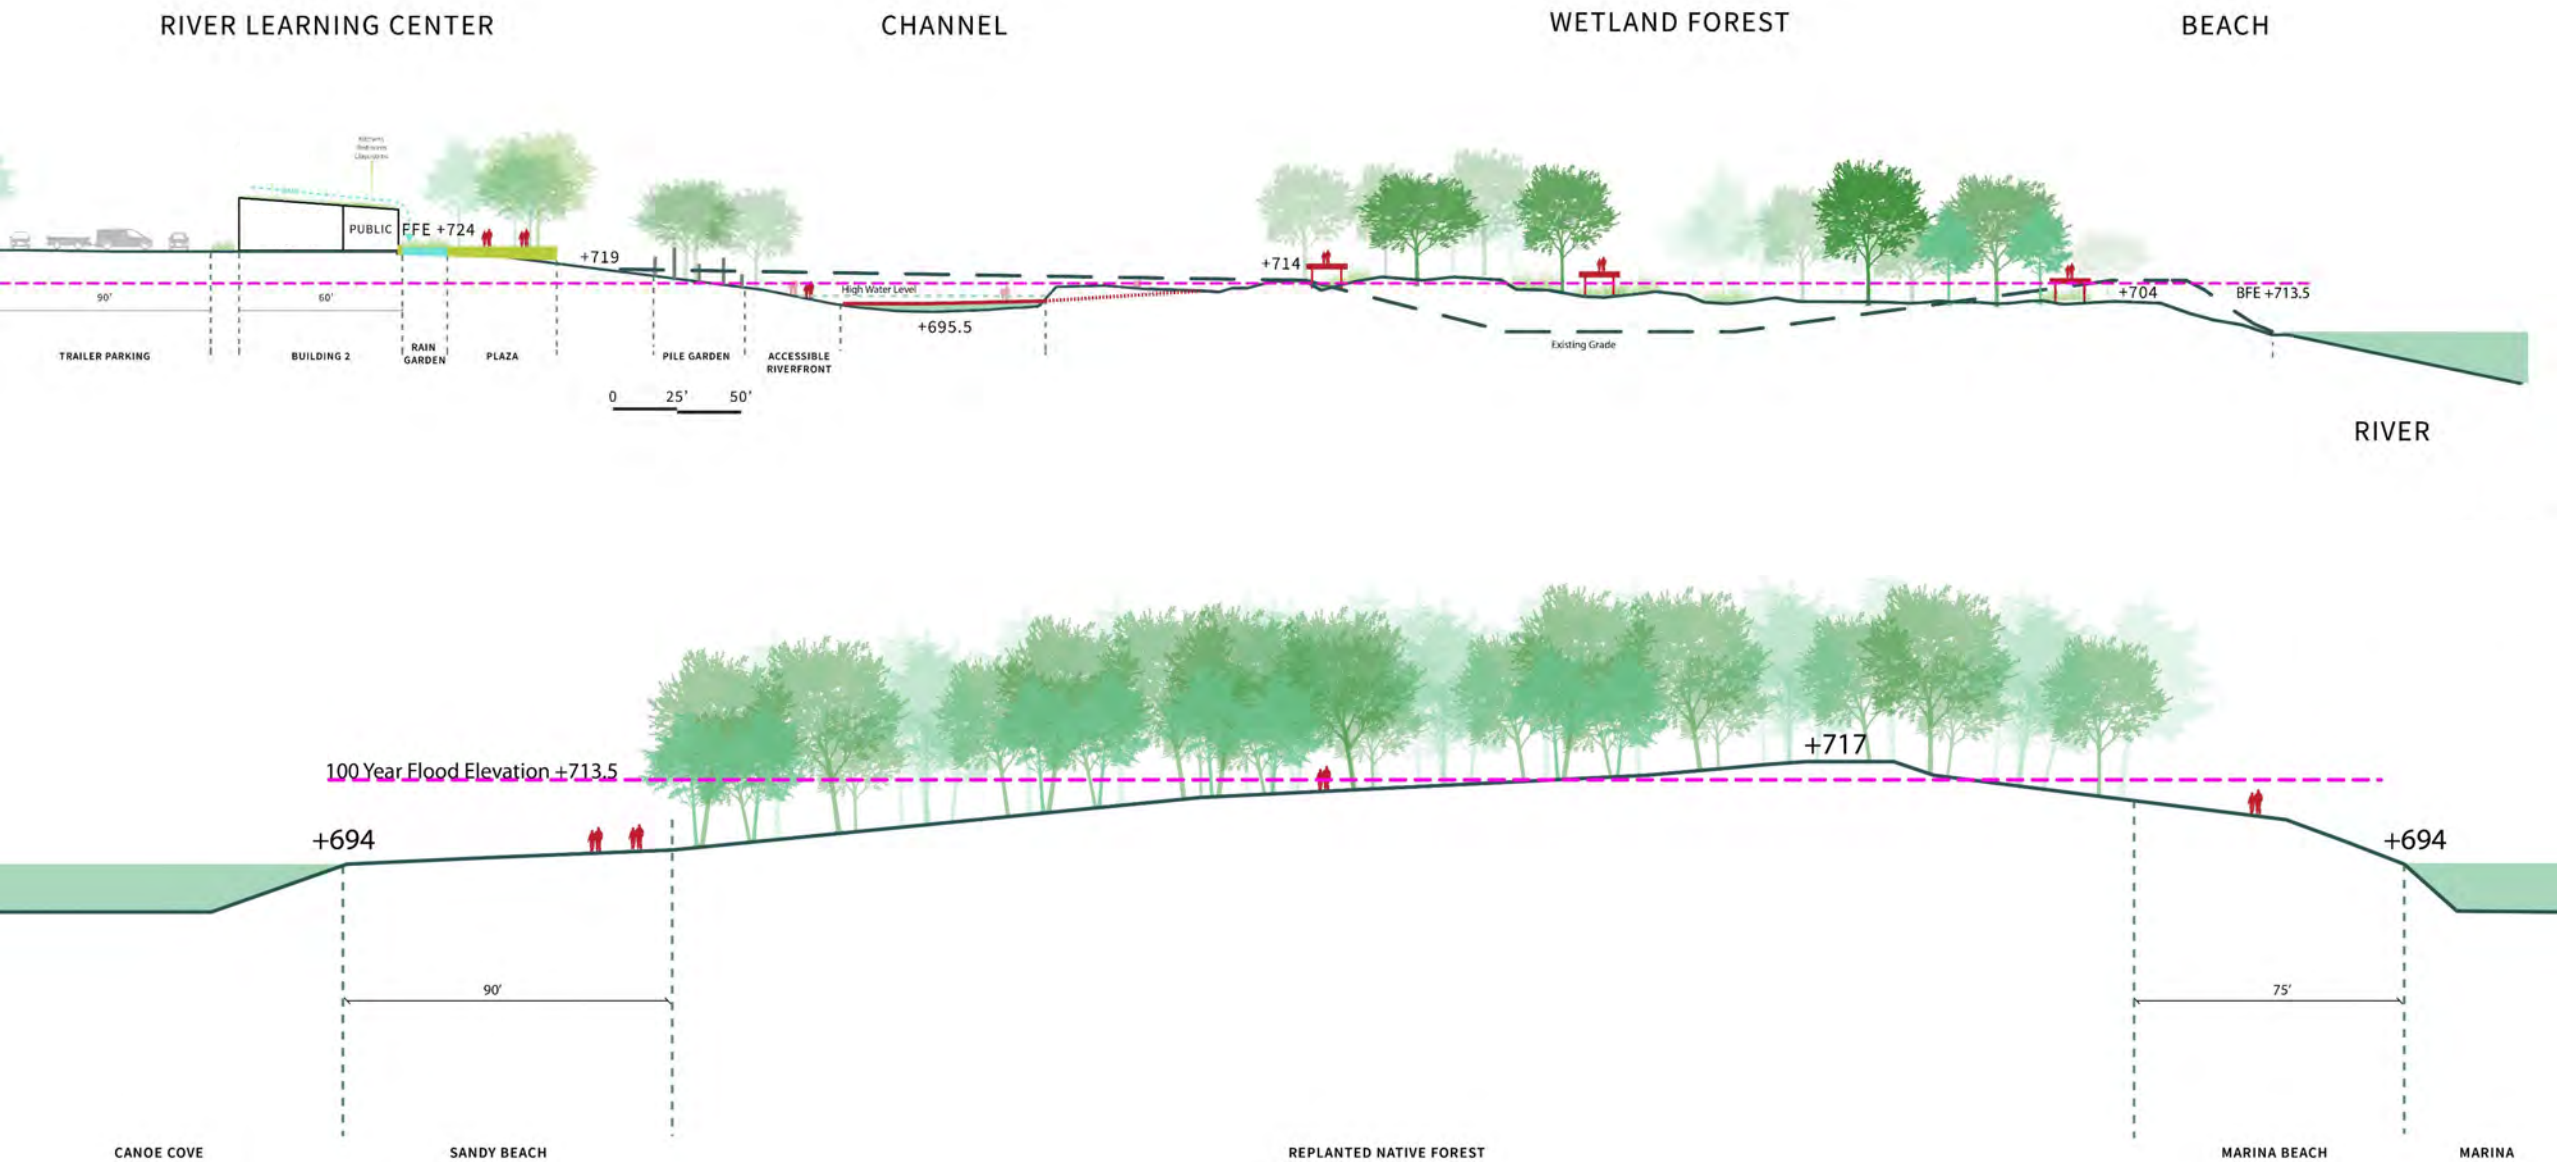 RIVER LEARNING CENTER
CHANNEL
WETLAND FOREST
BEACH
PUBLIC
FFE +724
+719
+714
+704
BFE +713.5
High Water Level
+695.5
Existing Grade
90'
60'
TRAILER PARKING
BUILDING 2
RAIN
GARDEN
PLAZA
PILE GARDEN
ACCESSIBLE
RIVERFRONT
0
25'
50'
RIVER
100 Year Flood Elevation +713.5
+717
+694
+694
90'
75'
CANOE COVE
SANDY BEACH
REPLANTED NATIVE FOREST
MARINA BEACH
MARINA